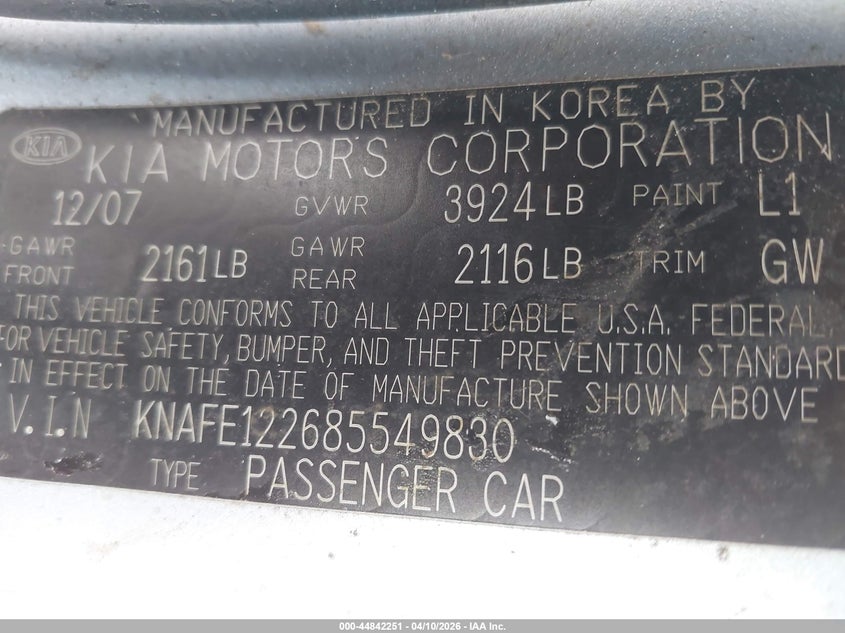 MANUFACTURED IN KOREA BY
KIA KIA MOTORS CORPORATION
12/07 GVWR 3924LB PAINT L1
GAWR FRONT 2161LB GAWR REAR 2116LB TRIM GW
THIS VEHICLE CONFORMS TO ALL APPLICABLE U.S.A. FEDERAL
FOR VEHICLE SAFETY, BUMPER, AND THEFT PREVENTION STANDARD
IN EFFECT ON THE DATE OF MANUFACTURE SHOWN ABOVE
V.I.N KNAFE122685549830
TYPE PASSENGER CAR
000-44842251 - 04/10/2026 - IAA Inc.